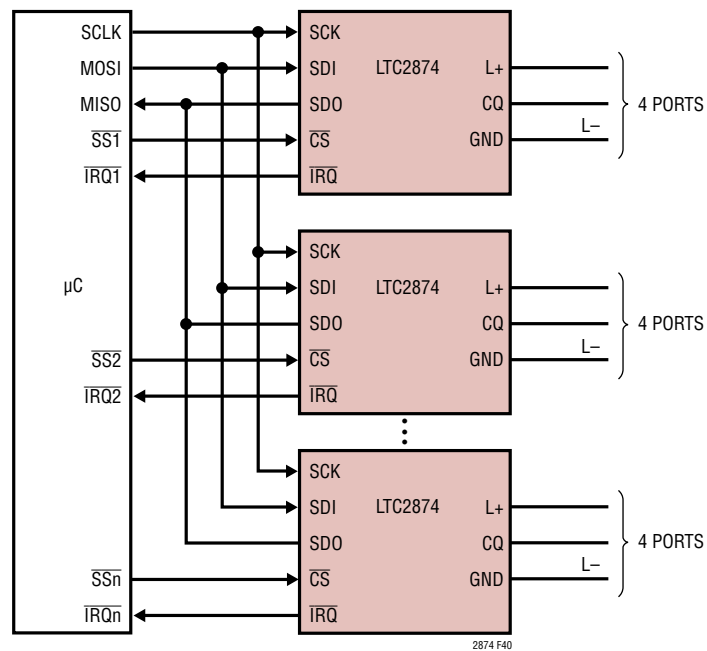 SCLK
MOSI
MISO
SS1
IRQ1
µC
SS2
IRQ2
SSn
IRQn
SCK
SDI
SDO
CS
IRQ
LTC2874
L+
CQ
GND
L–
4 PORTS
SCK
SDI
SDO
CS
IRQ
LTC2874
L+
CQ
GND
L–
4 PORTS
SCK
SDI
SDO
CS
IRQ
LTC2874
L+
CQ
GND
L–
4 PORTS
2874 F40